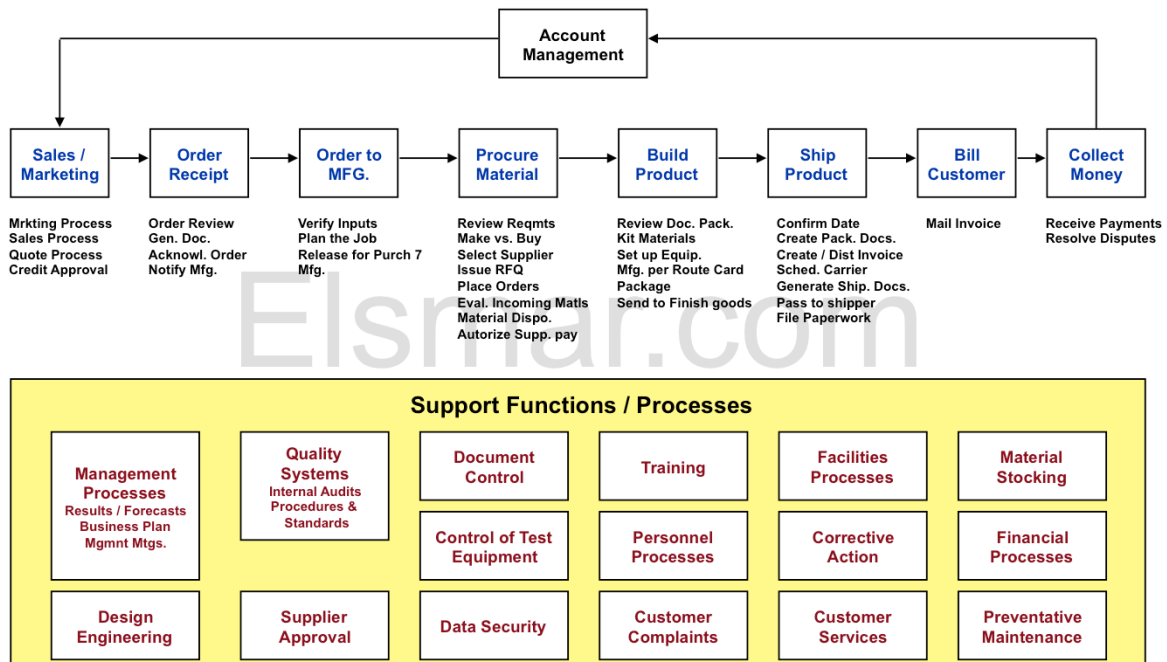 Account
Management
Sales /
Marketing
Order
Receipt
Order to
MFG.
Procure
Material
Build
Product
Ship
Product
Bill
Customer
Collect
Money
Mrkting Process
Sales Process
Quote Process
Credit Approval
Order Review
Gen. Doc.
Acknowl. Order
Notify Mfg.
Verify Inputs
Plan the Job
Release for Purch 7
Mfg.
Review Reqmts
Make vs. Buy
Select Supplier
Issue RFQ
Place Orders
Eval. Incoming Matls
Material Dispo.
Autorize Supp. pay
Review Doc. Pack.
Kit Materials
Set up Equip.
Mfg. per Route Card
Package
Send to Finish goods
Confirm Date
Create Pack. Docs.
Create / Dist Invoice
Sched. Carrier
Generate Ship. Docs.
Pass to shipper
File Paperwork
Mail Invoice
Receive Payments
Resolve Disputes
Elsmar.com
Support Functions / Processes
Management
Processes
Results / Forecasts
Business Plan
Mgmnt Mtgs.
Quality
Systems
Internal Audits
Procedures &
Standards
Document
Control
Training
Facilities
Processes
Material
Stocking
Control of Test
Equipment
Personnel
Processes
Corrective
Action
Financial
Processes
Design
Engineering
Supplier
Approval
Data Security
Customer
Complaints
Customer
Services
Preventative
Maintenance